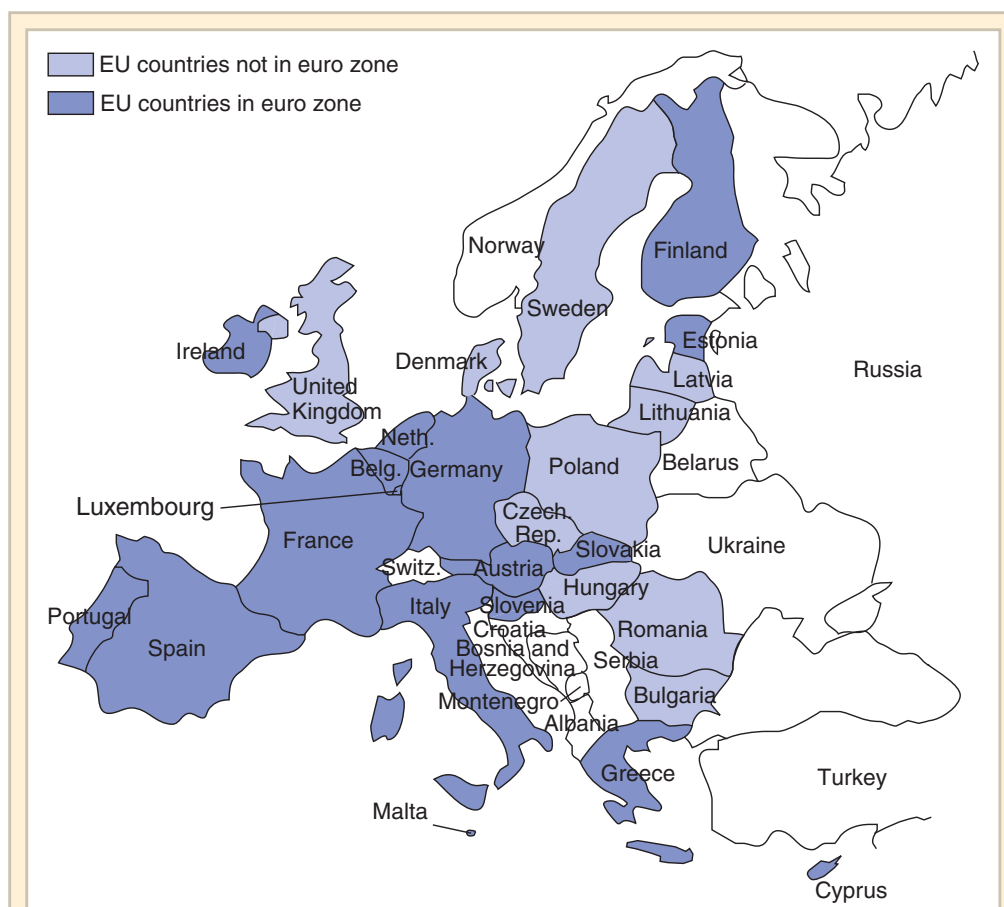 EU countries not in euro zone
EU countries in euro zone
Norway
Finland
Sweden
Estonia
Ireland
Denmark
Russia
Latvia
United
Kingdom
Lithuania
Neth.
Belg.
Germany
Poland
Belarus
Luxembourg
Czech.
Rep.
France
Slovakia
Ukraine
Switz.
Austria
Hungary
Portugal
Italy
Slovenia
Croatia
Romania
Spain
Bosnia and
Herzegovina
Serbia
Montenegro
Bulgaria
Albania
Greece
Turkey
Malta
Cyprus